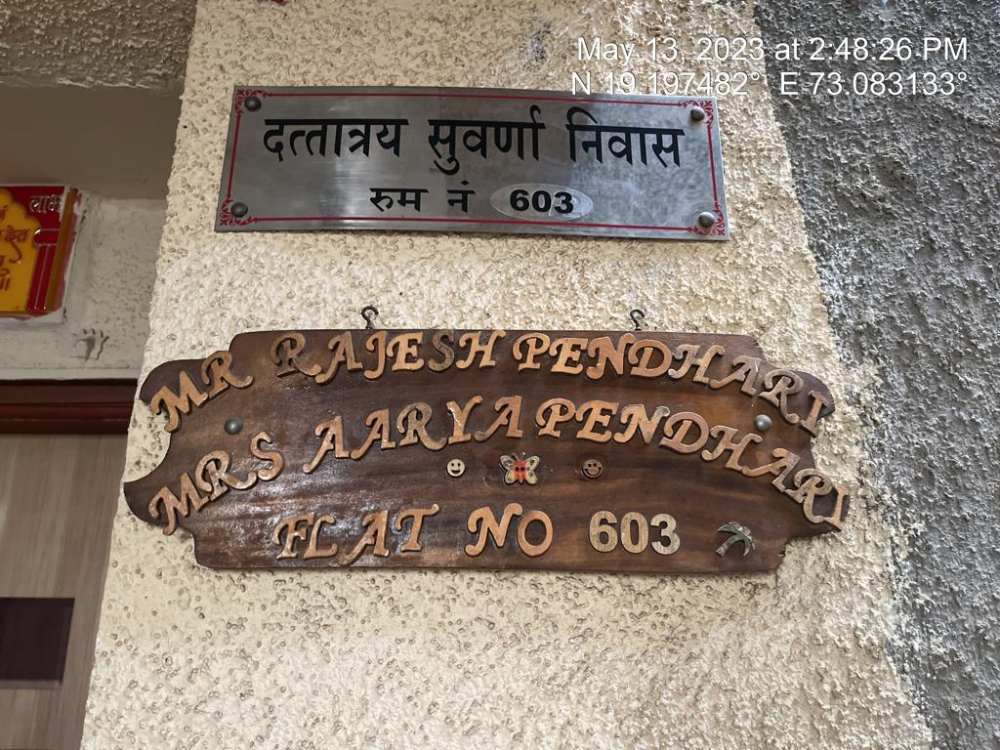 May 13, 2023 at 2:48:26 PM
N 19.197482° E 73.083133°
दत्तात्रय सुवर्णा निवास
रुम नं 603
लाभ
MR RAJESH PENDHARI
MRS AARYA PENDHARI
FLAT NO 603